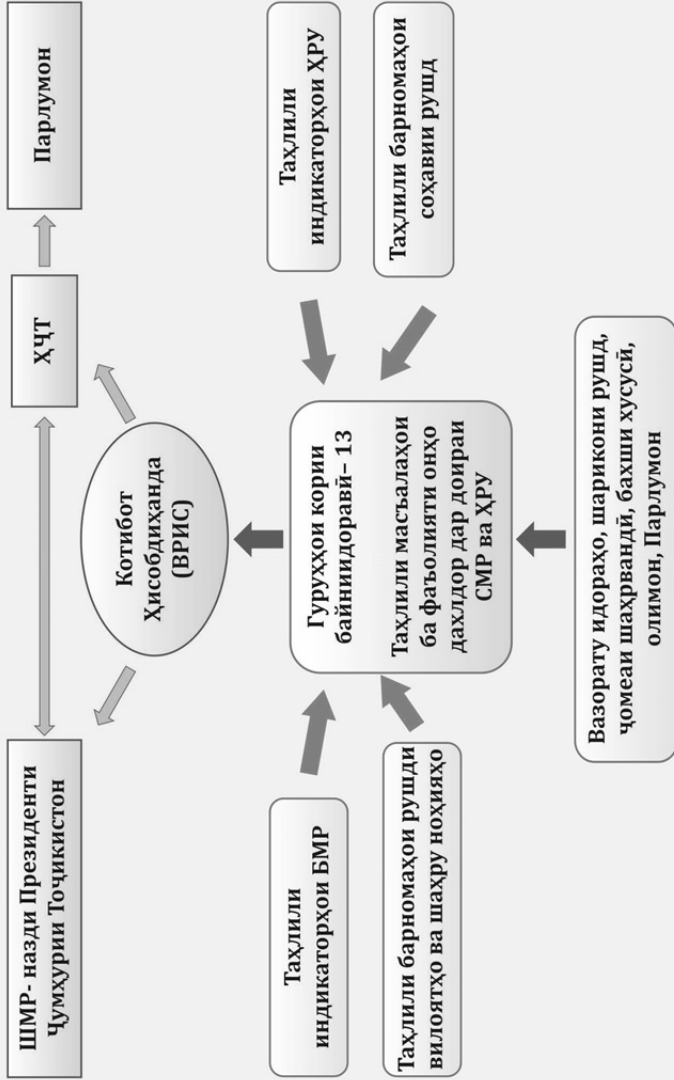 ШМР- назди Президенти
Ҷумҳурии Тоҷикистон
ҲҶТ
Парлумон
Котибот
Ҳисобдиҳанда
(ВРИС)
Таҳлили
индикаторҳои БМР
Таҳлили барномаҳои рушди
вилоятҳо ва шаҳру ноҳияҳо
Гуруҳҳои кории
байниидоравӣ– 13
Таҳлили масъалаҳои
ба фаъолияти онҳо
дахлдор дар доираи
СМР ва ҲРУ
Таҳлили
индикаторҳои ҲРУ
Таҳлили барномаҳои
соҳавии рушд
Вазорату идораҳо, шарикони рушд,
ҷомеаи шаҳрвандӣ, бахши хусусӣ,
олимон, Парлумон